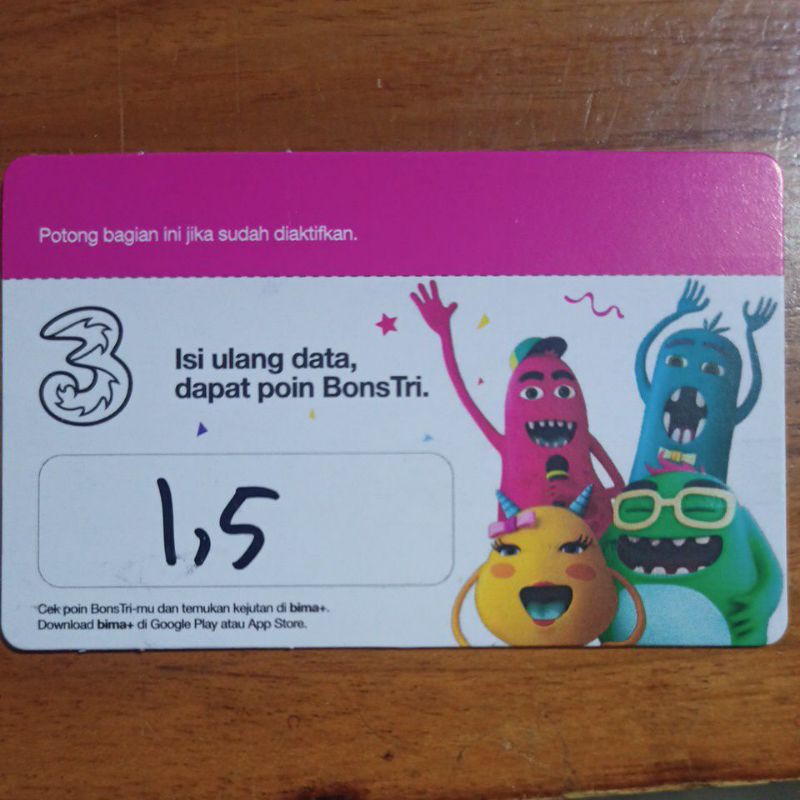 Potong bagian ini jika sudah diaktifkan.
3
Isi ulang data,
dapat poin BonsTri.
1,5
Cek poin BonsTri-mu dan temukan kejutan di bima+.
Download bima+ di Google Play atau App Store.